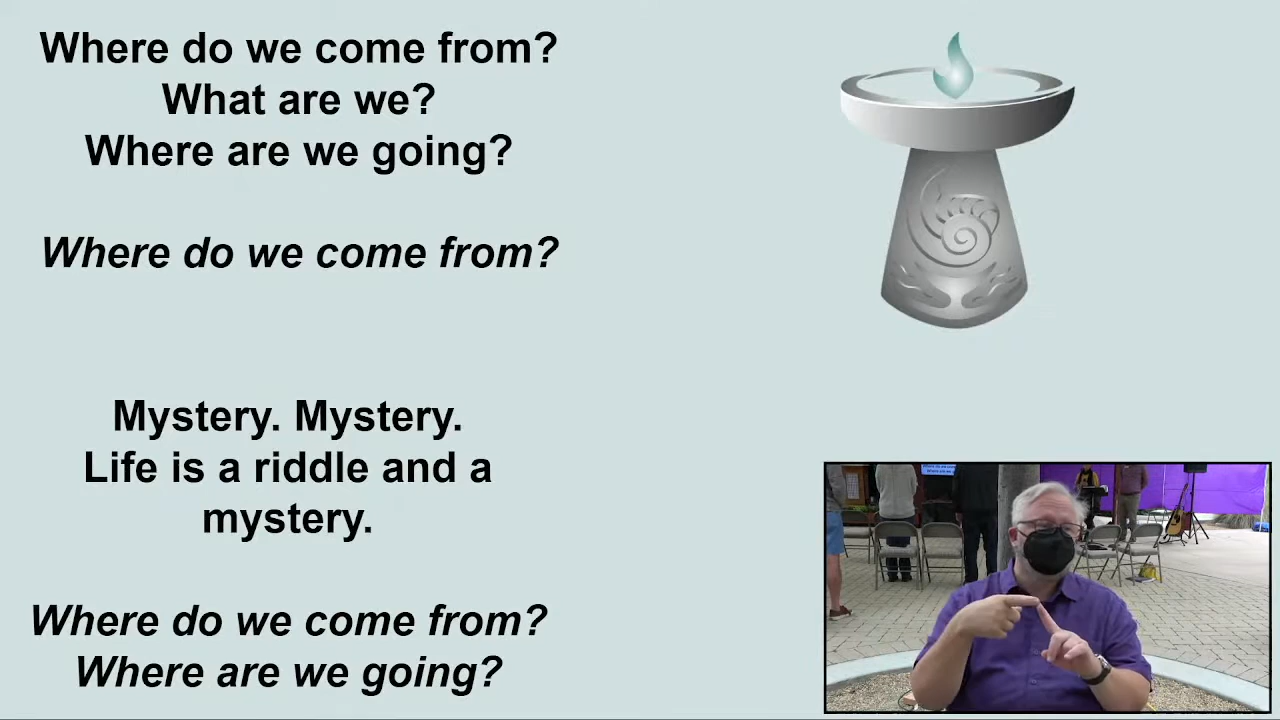 Where do we come from?
What are we?
Where are we going?
Where do we come from?
Mystery. Mystery.
Life is a riddle and a
mystery.
Where do we come from?
Where are we going?